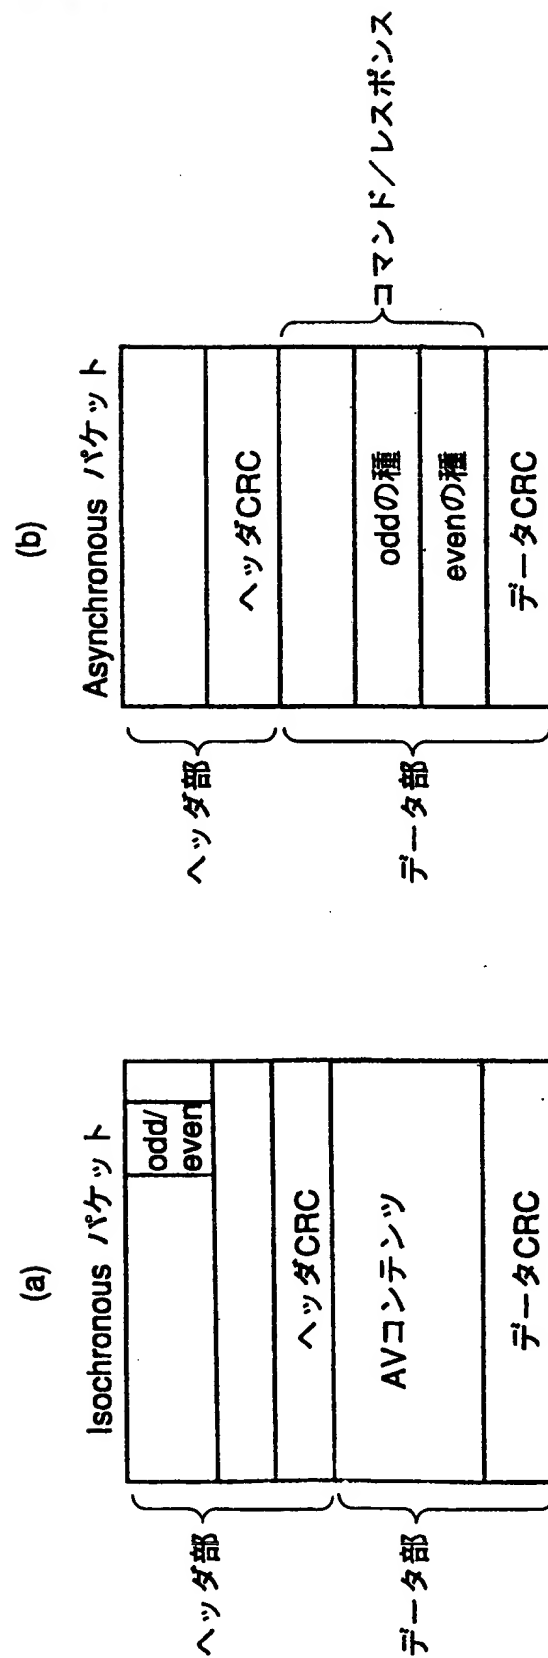 (a)
Isochronous パケット
ヘッダ部
odd/
even
ヘッダCRC
データ部
AVコンテンツ
データCRC
(b)
Asynchronous パケット
ヘッダ部
ヘッダCRC
データ部
oddの種
evenの種
データCRC
コマンド/レスポンス